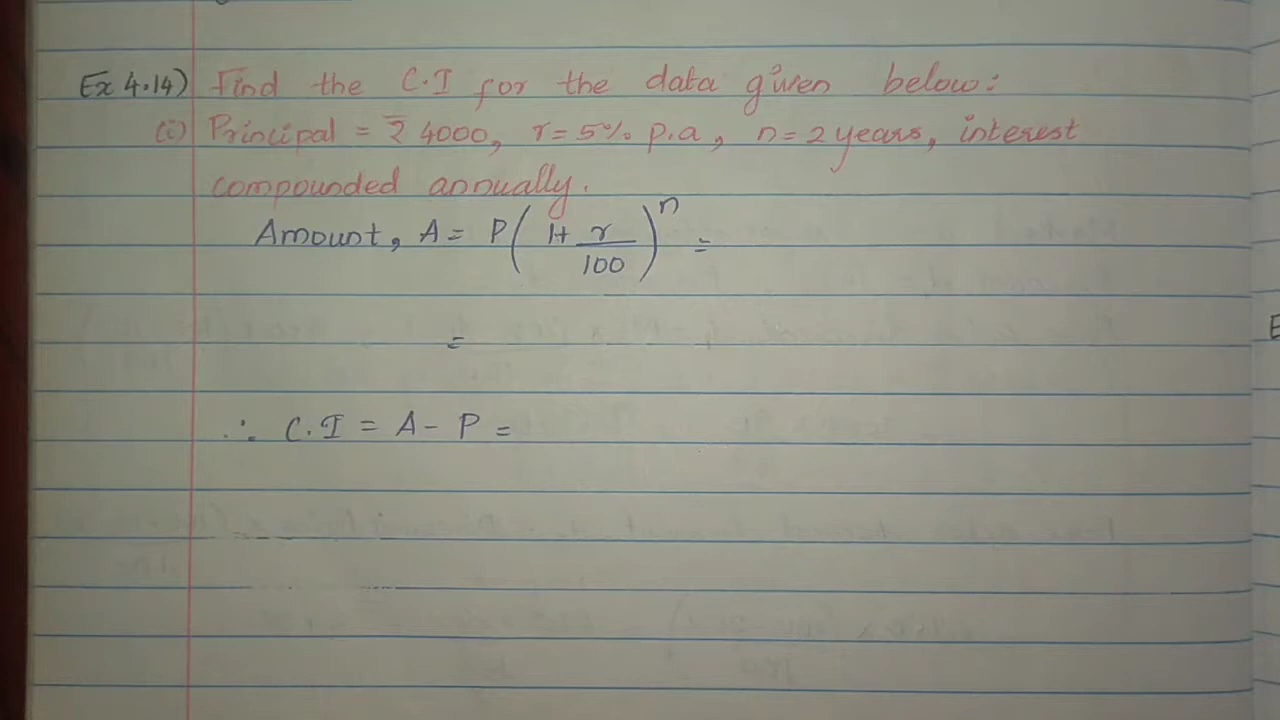 Ex 4.14) Find the C.I for the data given below:
(i) Principal = ₹ 4000, r = 5% p.a, n = 2 years, interest
compounded annually.
Amount, A = P(1 + r/100)^n =
=
∴ C.I = A - P =
E